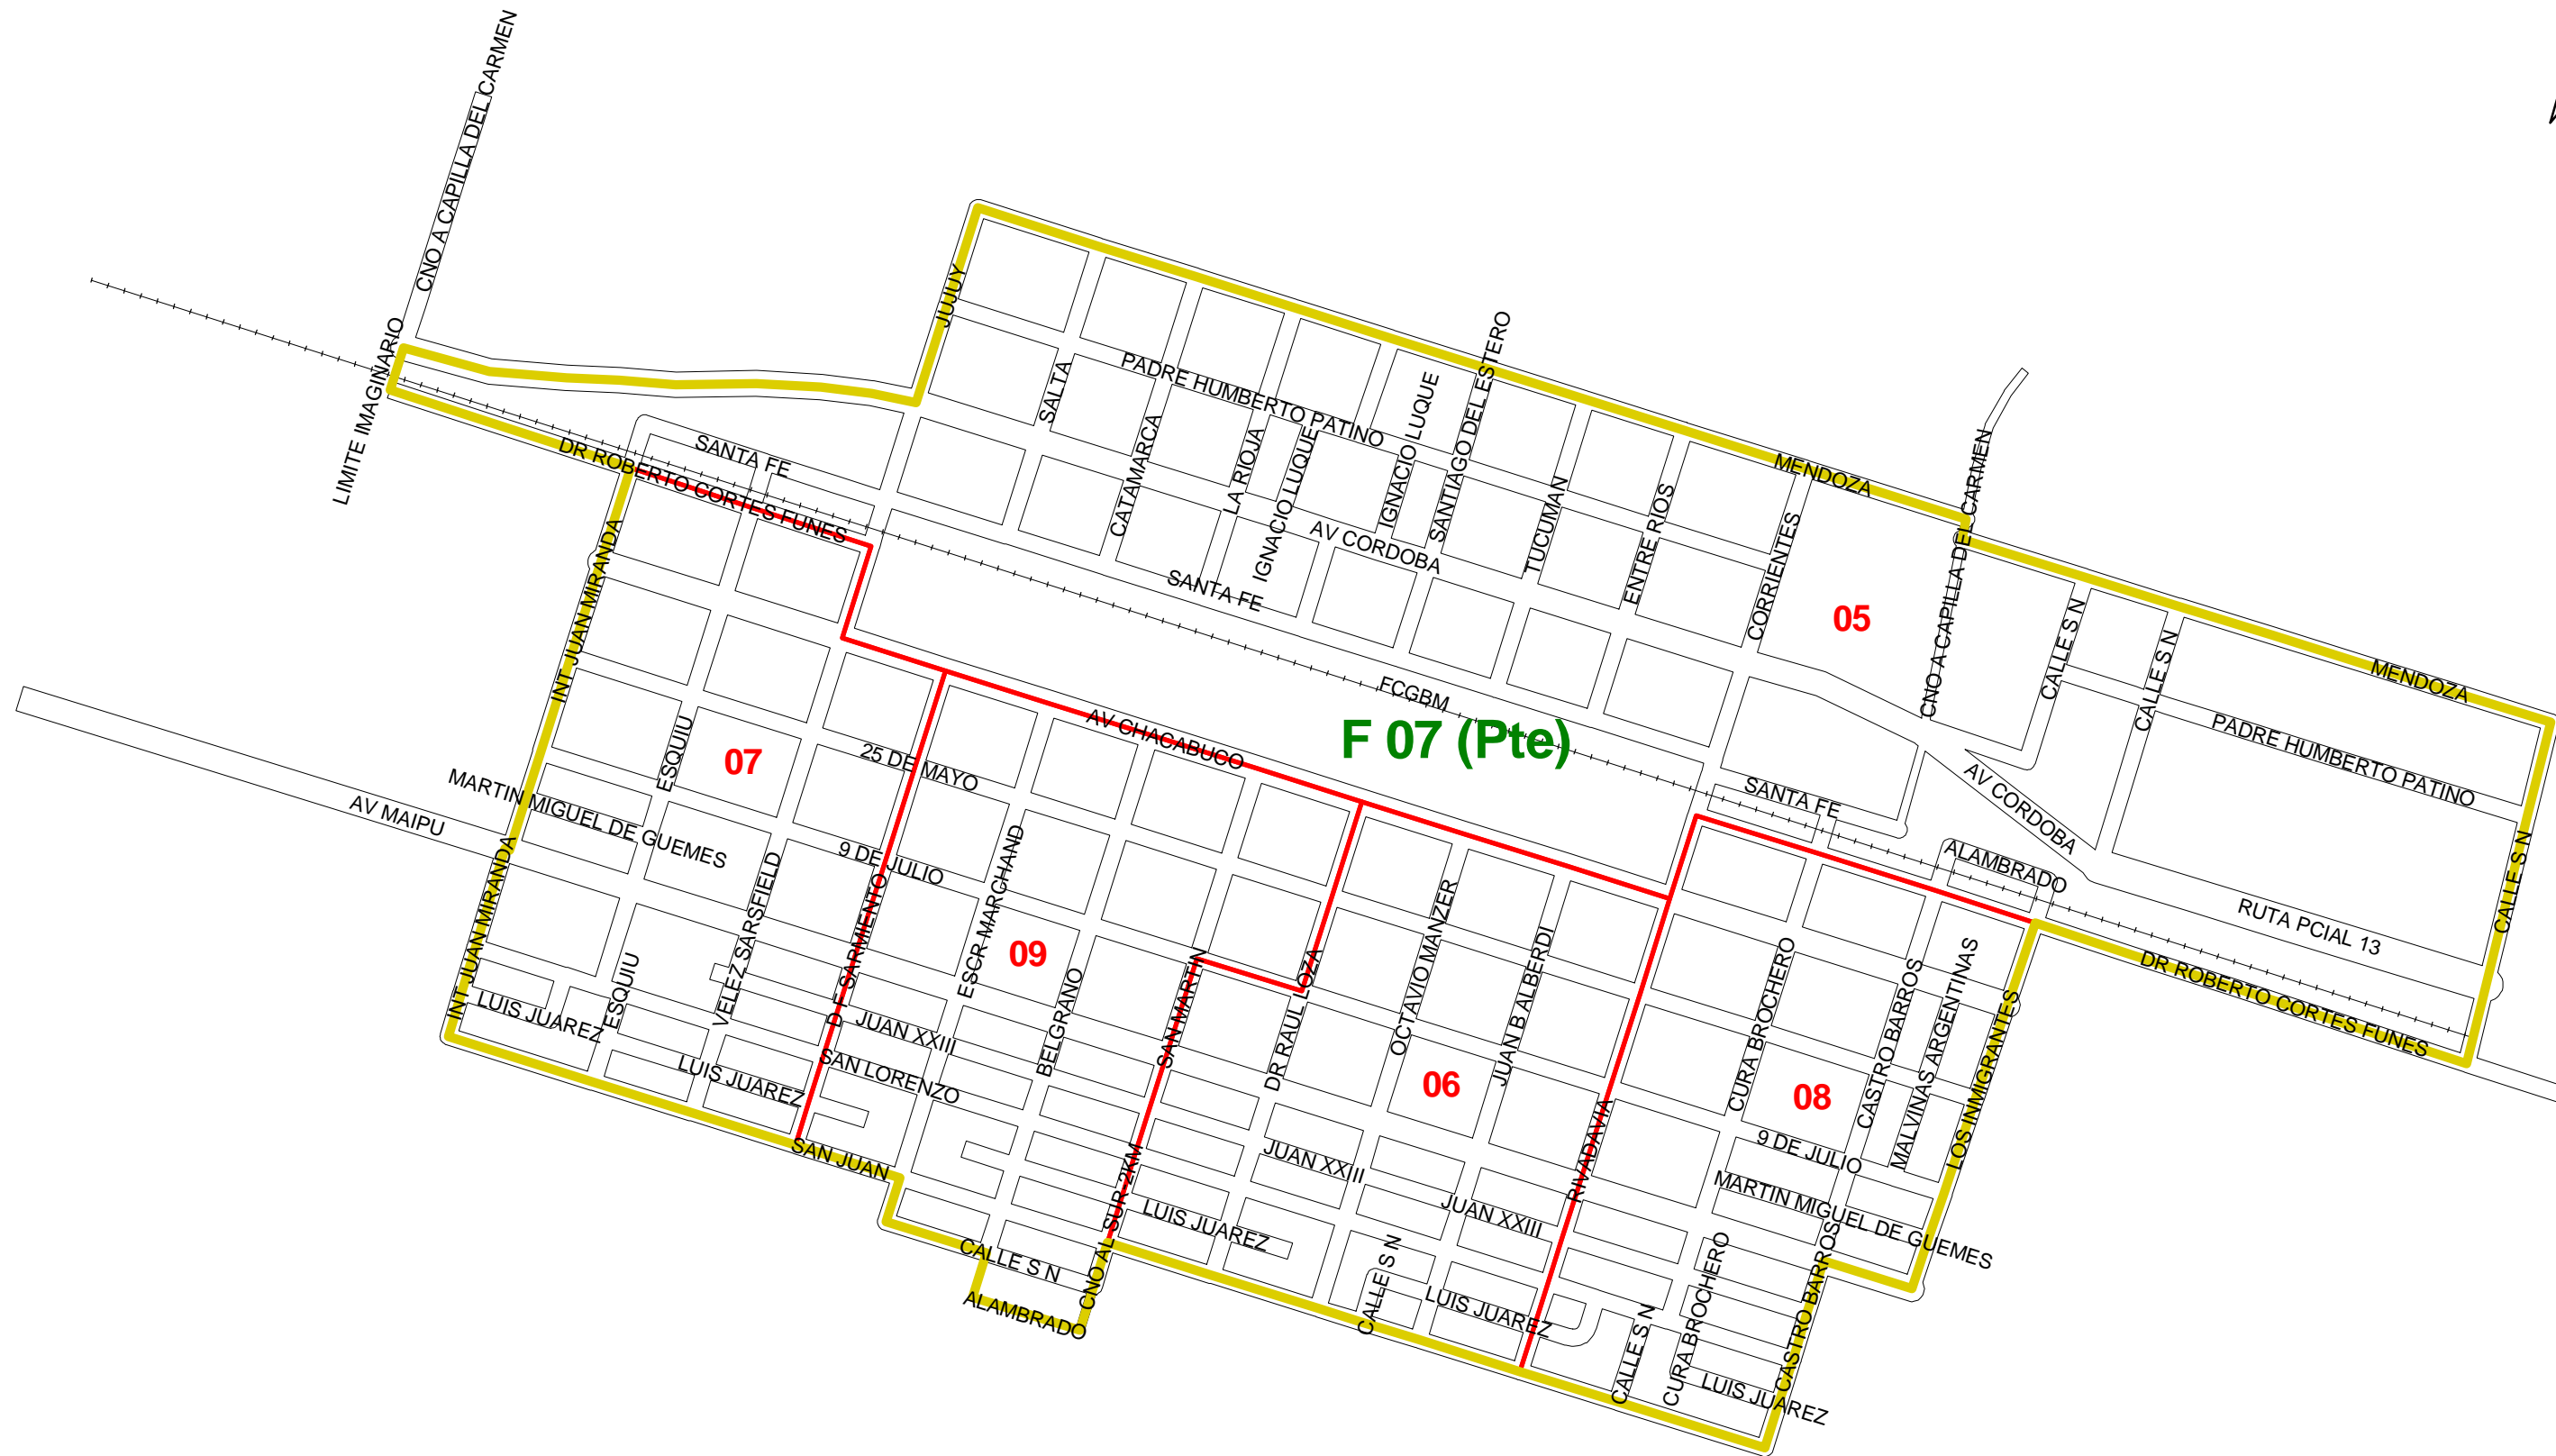 CNO A CAPILLA DEL CARMEN
LIMITE IMAGINARIO
JUJUY
SALTA
PADRE HUMBERTO PATINO
CATAMARCA
LA RIOJA
IGNACIO LUQUE
IGNACIO LUQUE
SANTIAGO DEL ESTERO
MENDOZA
SANTA FE
DR ROBERTO CORTES FUNES
AV CORDOBA
TUCUMAN
ENTRE RIOS
CORRIENTES
CNO A CAPILLA DEL CARMEN
SANTA FE
05
CALLE S N
CALLE S N
MENDOZA
PADRE HUMBERTO PATINO
INT JUAN MIRANDA
FCGBM
F 07 (Pte)
AV CHACABUCO
SANTA FE
AV CORDOBA
ALAMBRADO
RUTA PCIAL 13
CALLE S N
DR ROBERTO CORTES FUNES
ESQUIU
07
25 DE MAYO
MARTIN MIGUEL DE GUEMES
AV MAIPU
9 DE JULIO
INT JUAN MIRANDA
VELEZ SARSFIELD
D F SARMIENTO
ESCR MARCHAND
09
BELGRANO
SAN MARTIN
DR RAUL LOZA
OCTAVIO MANZER
JUAN B ALBERDI
06
CURA BROCHERO
CASTRO BARROS
MALVINAS ARGENTINAS
LOS INMIGRANTES
08
ESQUIU
LUIS JUAREZ
LUIS JUAREZ
JUAN XXIII
SAN LORENZO
SAN JUAN
JUAN XXIII
JUAN XXIII
RIVADAVIA
9 DE JULIO
MARTIN MIGUEL DE GUEMES
CNO AL SUR 2KM
LUIS JUAREZ
CALLE S N
ALAMBRADO
CALLE S N
LUIS JUAREZ
CALLE S N
CURA BROCHERO
CASTRO BARROS
LUIS JUAREZ